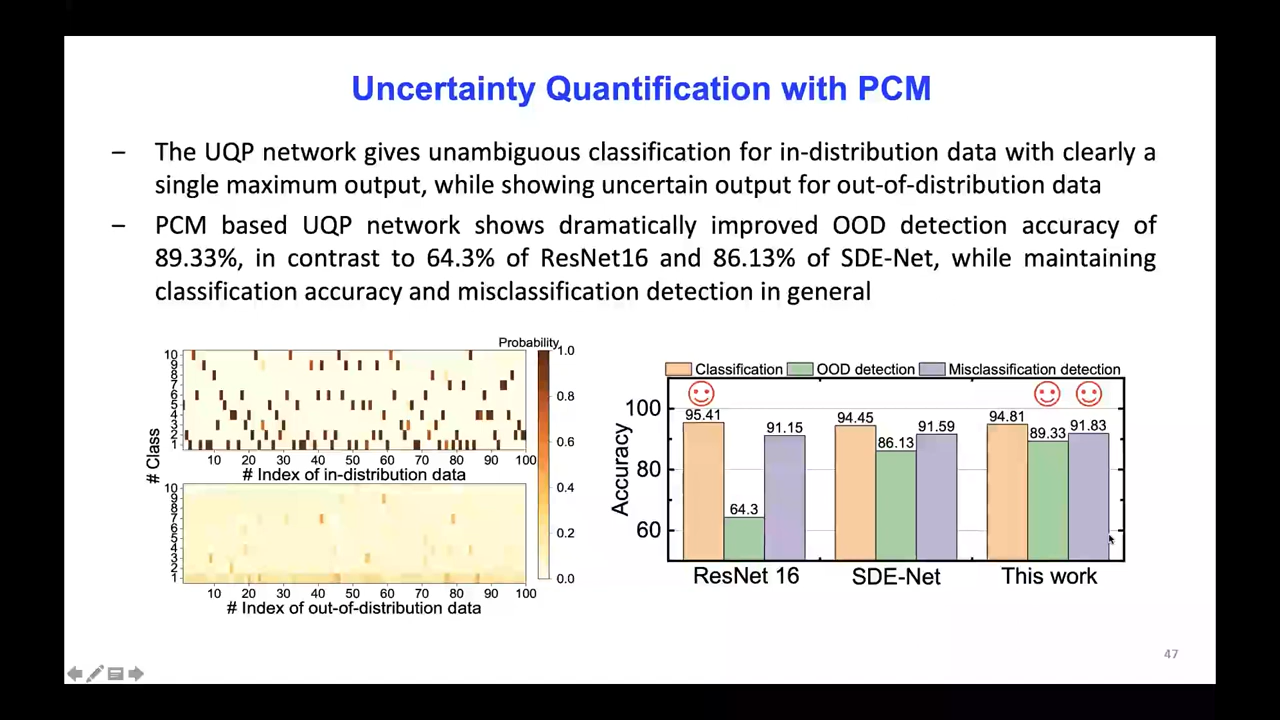 Uncertainty Quantification with PCM
– The UQP network gives unambiguous classification for in-distribution data with clearly a
single maximum output, while showing uncertain output for out-of-distribution data
– PCM based UQP network shows dramatically improved OOD detection accuracy of
89.33%, in contrast to 64.3% of ResNet16 and 86.13% of SDE-Net, while maintaining
classification accuracy and misclassification detection in general
Probability
1.0
0.8
0.6
0.4
0.2
0.0
# Class
10
9
8
7
6
5
4
3
2
1
10 20 30 40 50 60 70 80 90 100
# Index of in-distribution data
10
9
8
7
6
5
4
3
2
1
10 20 30 40 50 60 70 80 90 100
# Index of out-of-distribution data
Classification OOD detection Misclassification detection
Accuracy
100
80
60
95.41 64.3 91.15
94.45 86.13 91.59
94.81 89.33 91.83
ResNet 16 SDE-Net This work
47